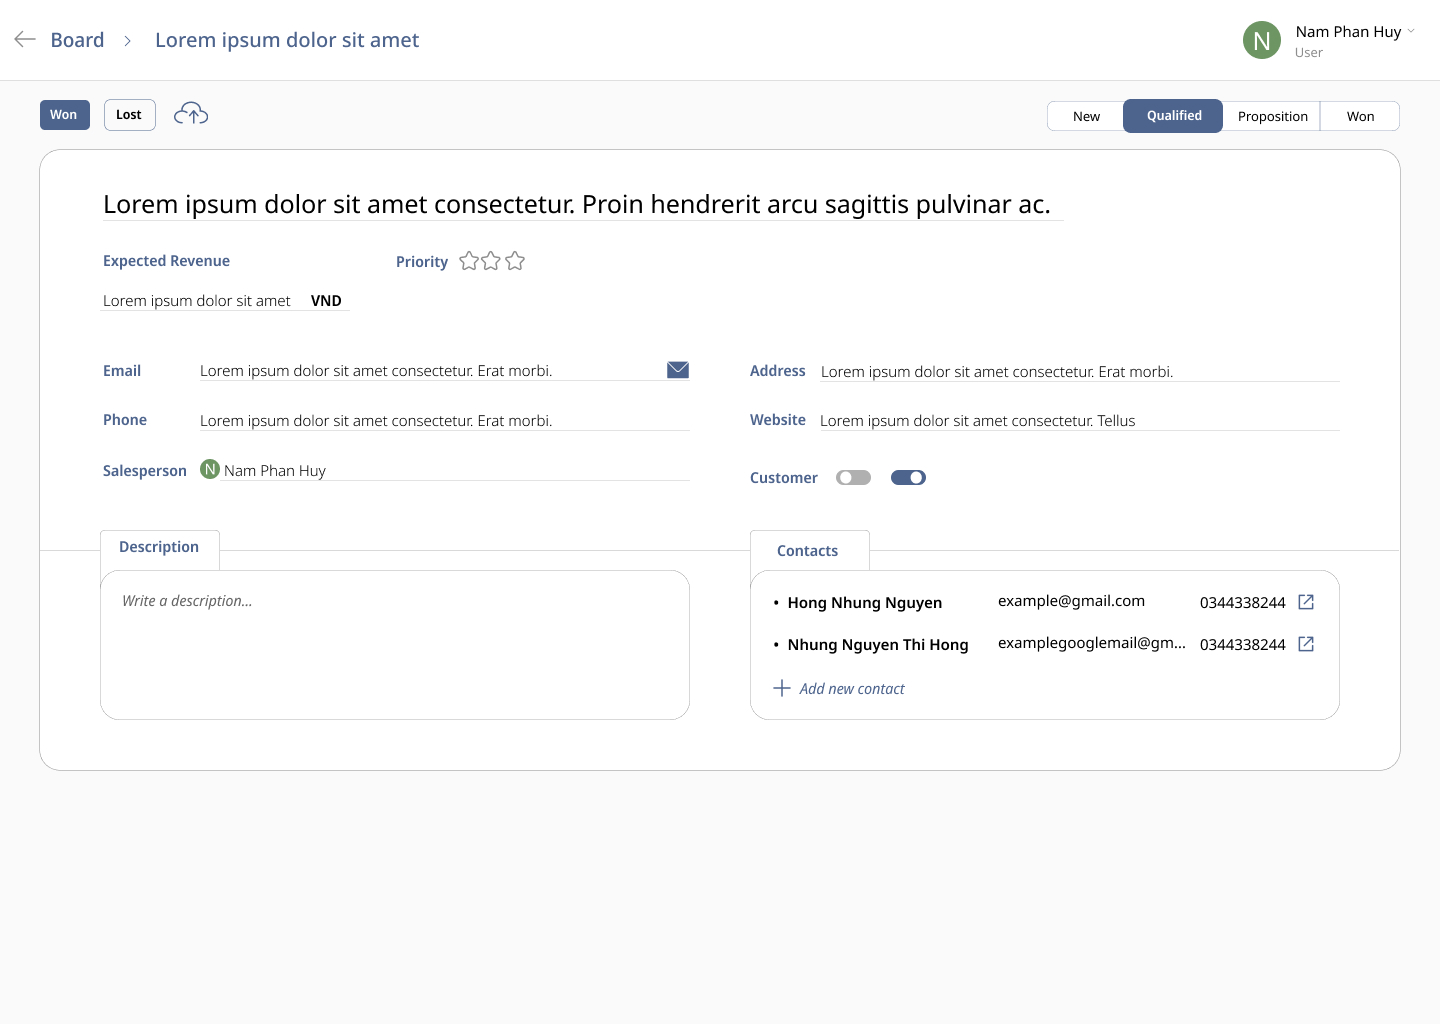 Board
Lorem ipsum dolor sit amet
N
Nam Phan Huy
User
Won
Lost
New
Qualified
Proposition
Won
Lorem ipsum dolor sit amet consectetur. Proin hendrerit arcu sagittis pulvinar ac.
Expected Revenue
Priority
Lorem ipsum dolor sit amet VND
Email Lorem ipsum dolor sit amet consectetur. Erat morbi.
Address Lorem ipsum dolor sit amet consectetur. Erat morbi.
Phone Lorem ipsum dolor sit amet consectetur. Erat morbi.
Website Lorem ipsum dolor sit amet consectetur. Tellus
Salesperson N Nam Phan Huy
Customer
Description
Write a description...
Contacts
• Hong Nhung Nguyen example@gmail.com 0344338244
• Nhung Nguyen Thi Hong examplegooglemail@gm... 0344338244
Add new contact